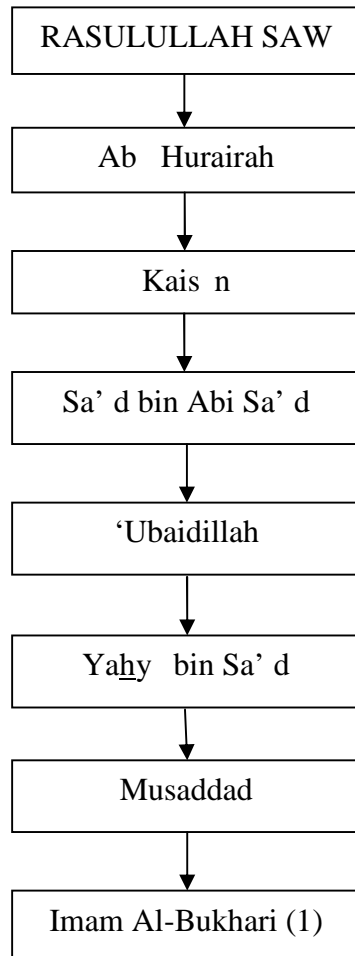 RASULULLAH SAW
Ab Hurairah
Kais n
Sa’ d bin Abi Sa’ d
‘Ubaidillah
Yahy bin Sa’ d
Musaddad
Imam Al-Bukhari (1)